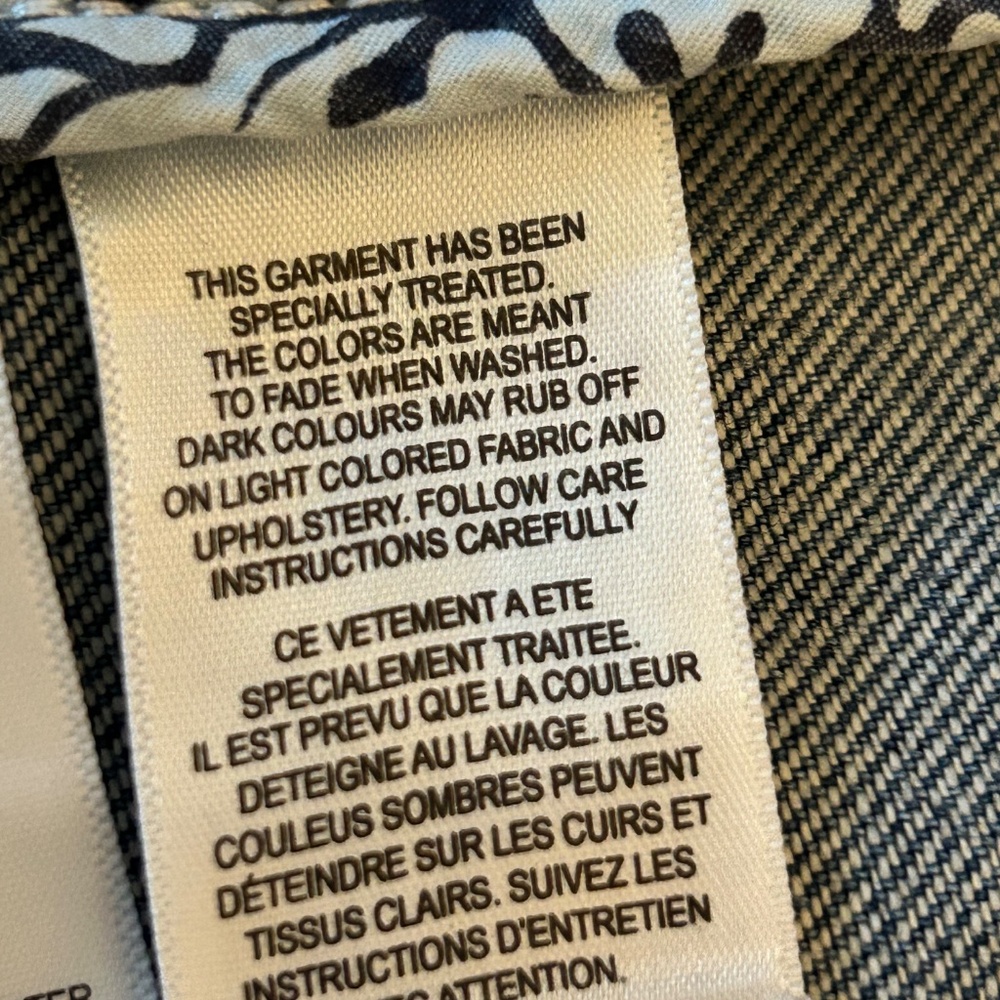 THIS GARMENT HAS BEEN
SPECIALLY TREATED.
THE COLORS ARE MEANT
TO FADE WHEN WASHED.
DARK COLOURS MAY RUB OFF
ON LIGHT COLORED FABRIC AND
UPHOLSTERY. FOLLOW CARE
INSTRUCTIONS CAREFULLY
CE VETEMENT A ETE
SPECIALEMENT TRAITEE.
IL EST PREVU QUE LA COULEUR
DETEIGNE AU LAVAGE. LES
COULEUS SOMBRES PEUVENT
DÉTEINDRE SUR LES CUIRS ET
TISSUS CLAIRS. SUIVEZ LES
INSTRUCTIONS D'ENTRETIEN
ATTENTION.